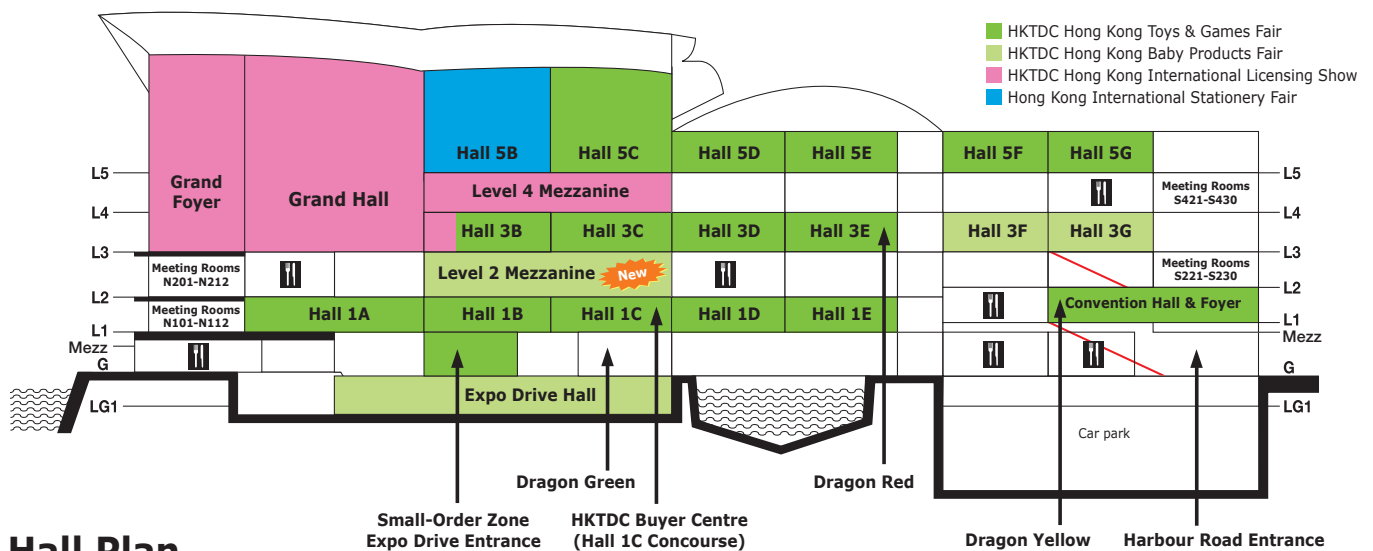 HKTDC Hong Kong Toys & Games Fair
HKTDC Hong Kong Baby Products Fair
HKTDC Hong Kong International Licensing Show
Hong Kong International Stationery Fair
Hall 5B
Hall 5C
Hall 5D
Hall 5E
Hall 5F
Hall 5G
L5
L5
Grand
Foyer
Grand Hall
Level 4 Mezzanine
Meeting Rooms
S421-S430
L4
L4
Hall 3B
Hall 3C
Hall 3D
Hall 3E
Hall 3F
Hall 3G
L3
L3
Meeting Rooms
N201-N212
Level 2 Mezzanine
New
Meeting Rooms
S221-S230
L2
L2
Meeting Rooms
N101-N112
Hall 1A
Hall 1B
Hall 1C
Hall 1D
Hall 1E
Convention Hall & Foyer
L1
L1
Mezz
Mezz
G
G
Expo Drive Hall
LG1
LG1
Car park
Dragon Green
Dragon Red
Small-Order Zone
Expo Drive Entrance
HKTDC Buyer Centre
(Hall 1C Concourse)
Dragon Yellow
Harbour Road Entrance
Hall Plan